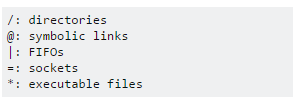 /: directories
@: symbolic links
|: FIFOs
=: sockets
*: executable files